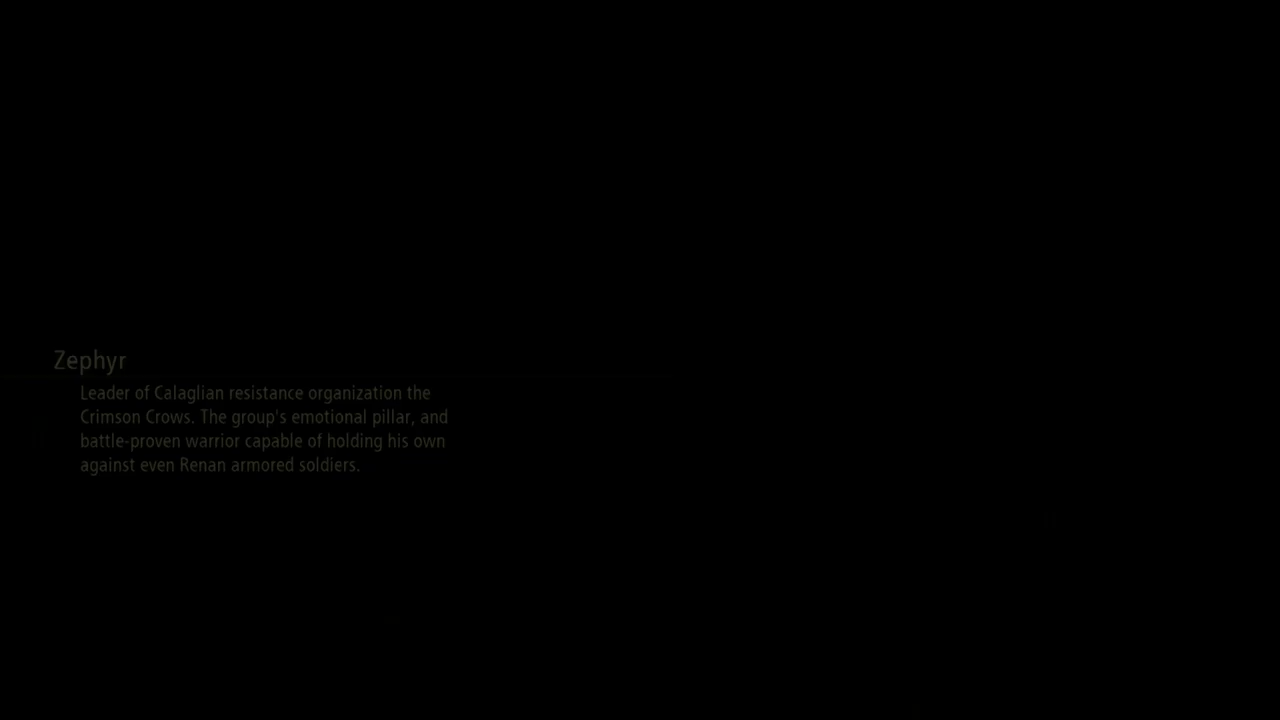 Zephyr
Leader of Calaglian resistance organization the
Crimson Crows. The group's emotional pillar, and
battle-proven warrior capable of holding his own
against even Renan armored soldiers.